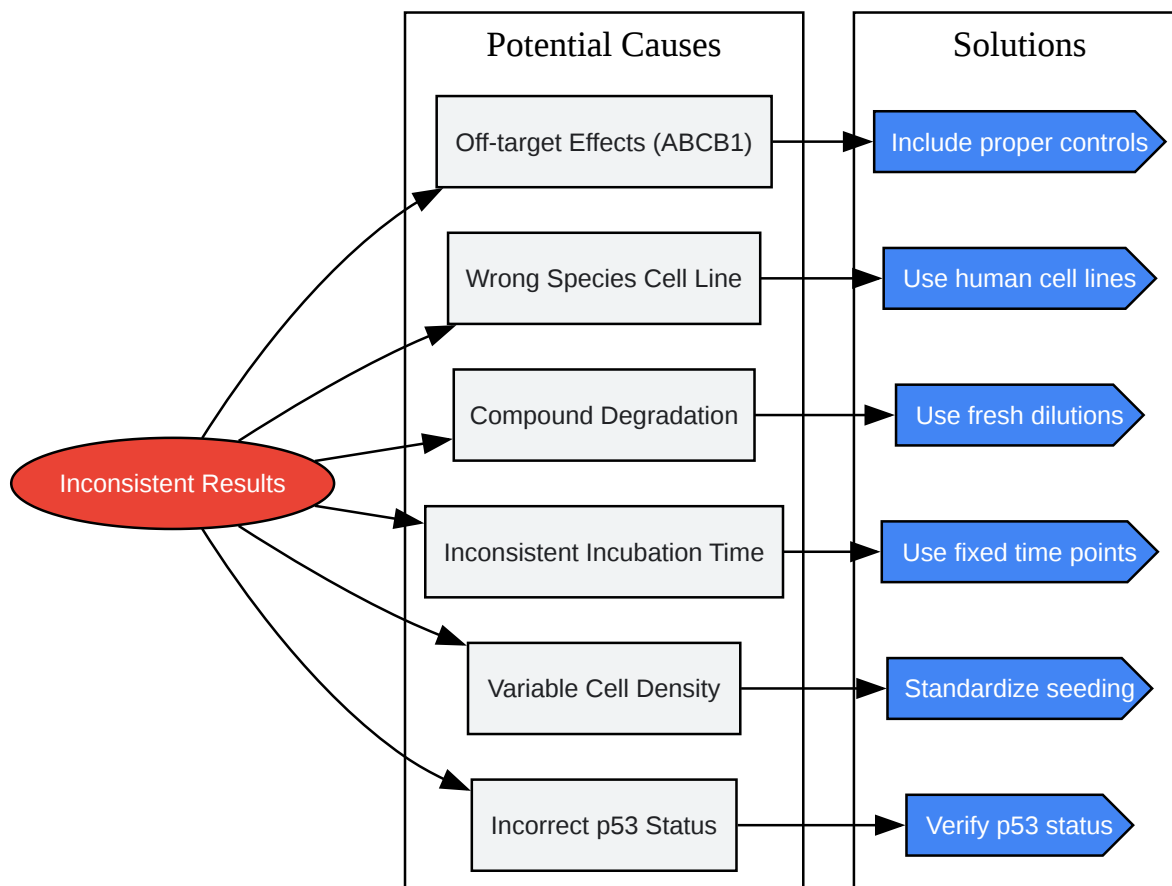 Potential Causes
Solutions
Off-target Effects (ABCB1)
Include proper controls
Wrong Species Cell Line
Use human cell lines
Compound Degradation
Use fresh dilutions
Inconsistent Results
Inconsistent Incubation Time
Use fixed time points
Variable Cell Density
Standardize seeding
Incorrect p53 Status
Verify p53 status